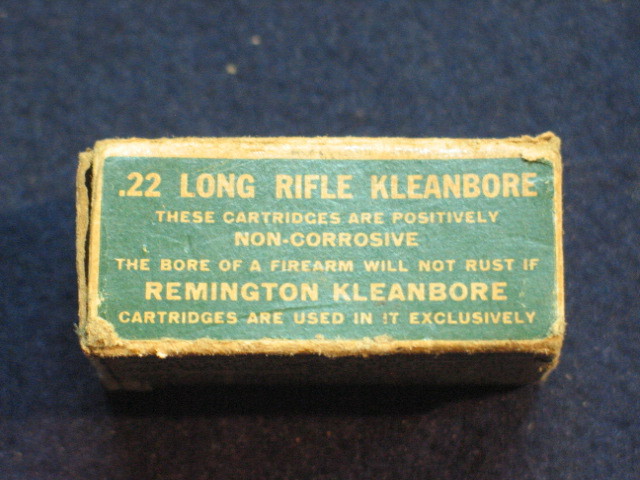 .22 LONG RIFLE KLEANBORE
THESE CARTRIDGES ARE POSITIVELY
NON-CORROSIVE
THE BORE OF A FIREARM WILL NOT RUST IF
REMINGTON KLEANBORE
CARTRIDGES ARE USED IN IT EXCLUSIVELY